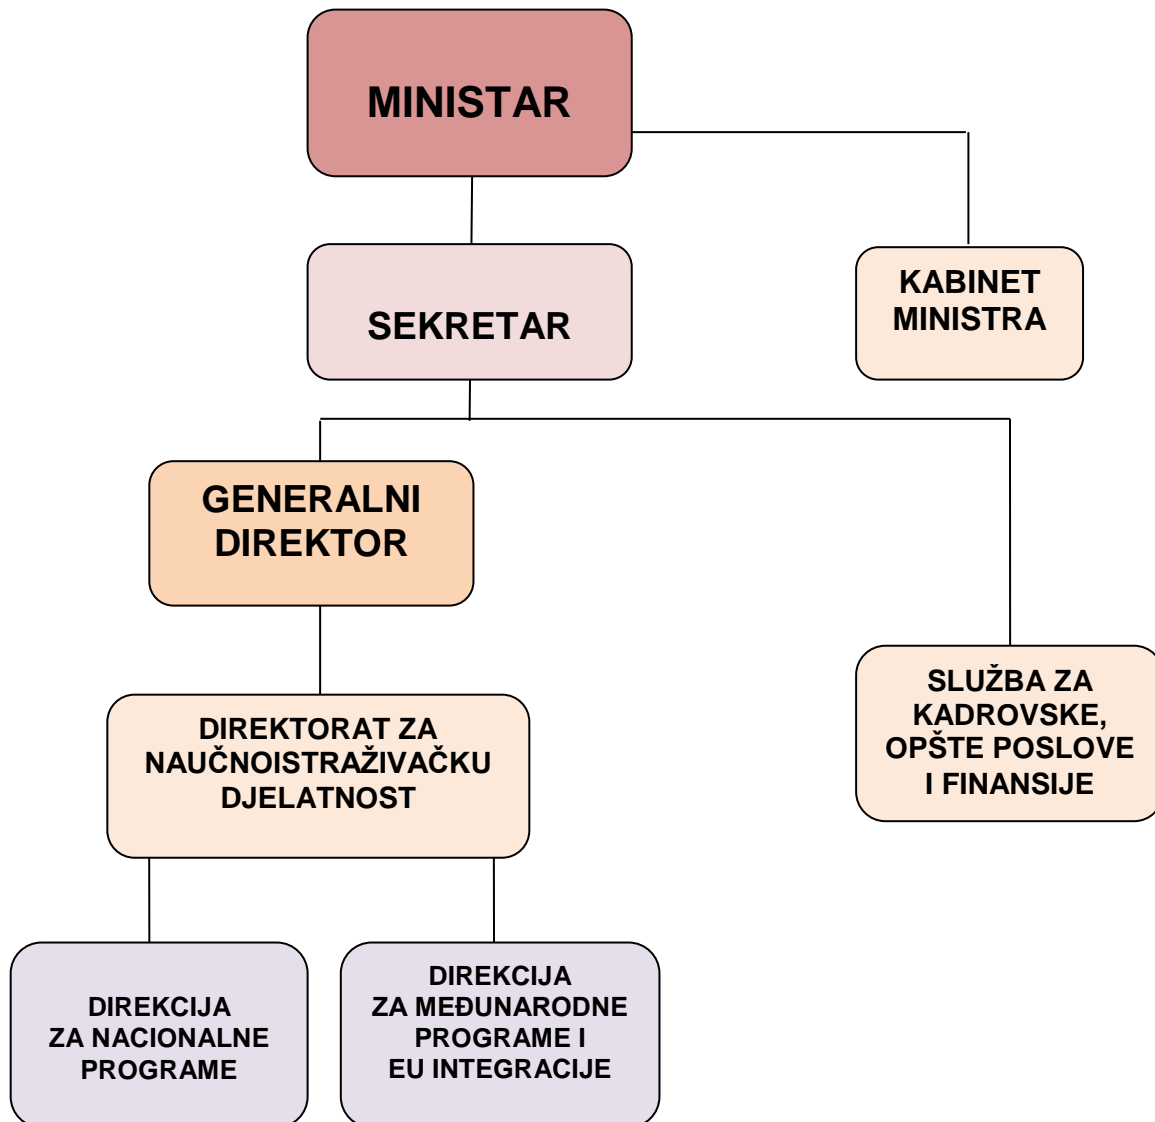 MINISTAR
SEKRETAR
KABINET
MINISTRA
GENERALNI
DIREKTOR
DIREKTORAT ZA
NAUČNOISTRAŽIVAČKU
DJELATNOST
SLUŽBA ZA
KADROVSKE,
OPŠTE POSLOVE
I FINANSIJE
DIREKCIJA
ZA NACIONALNE
PROGRAME
DIREKCIJA
ZA MEĐUNARODNE
PROGRAME I
EU INTEGRACIJE